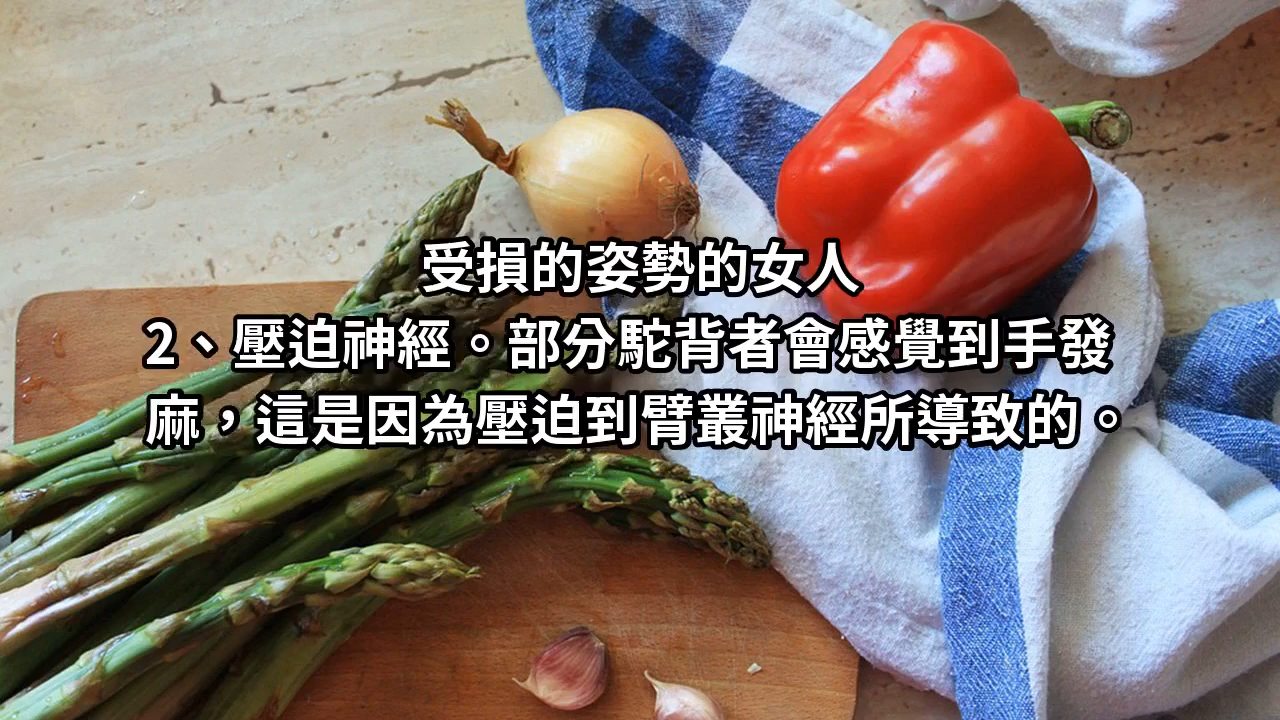 受損的姿勢的女人
2、壓迫神經。部分駝背者會感覺到手發
麻，這是因為壓迫到臂叢神經所導致的。